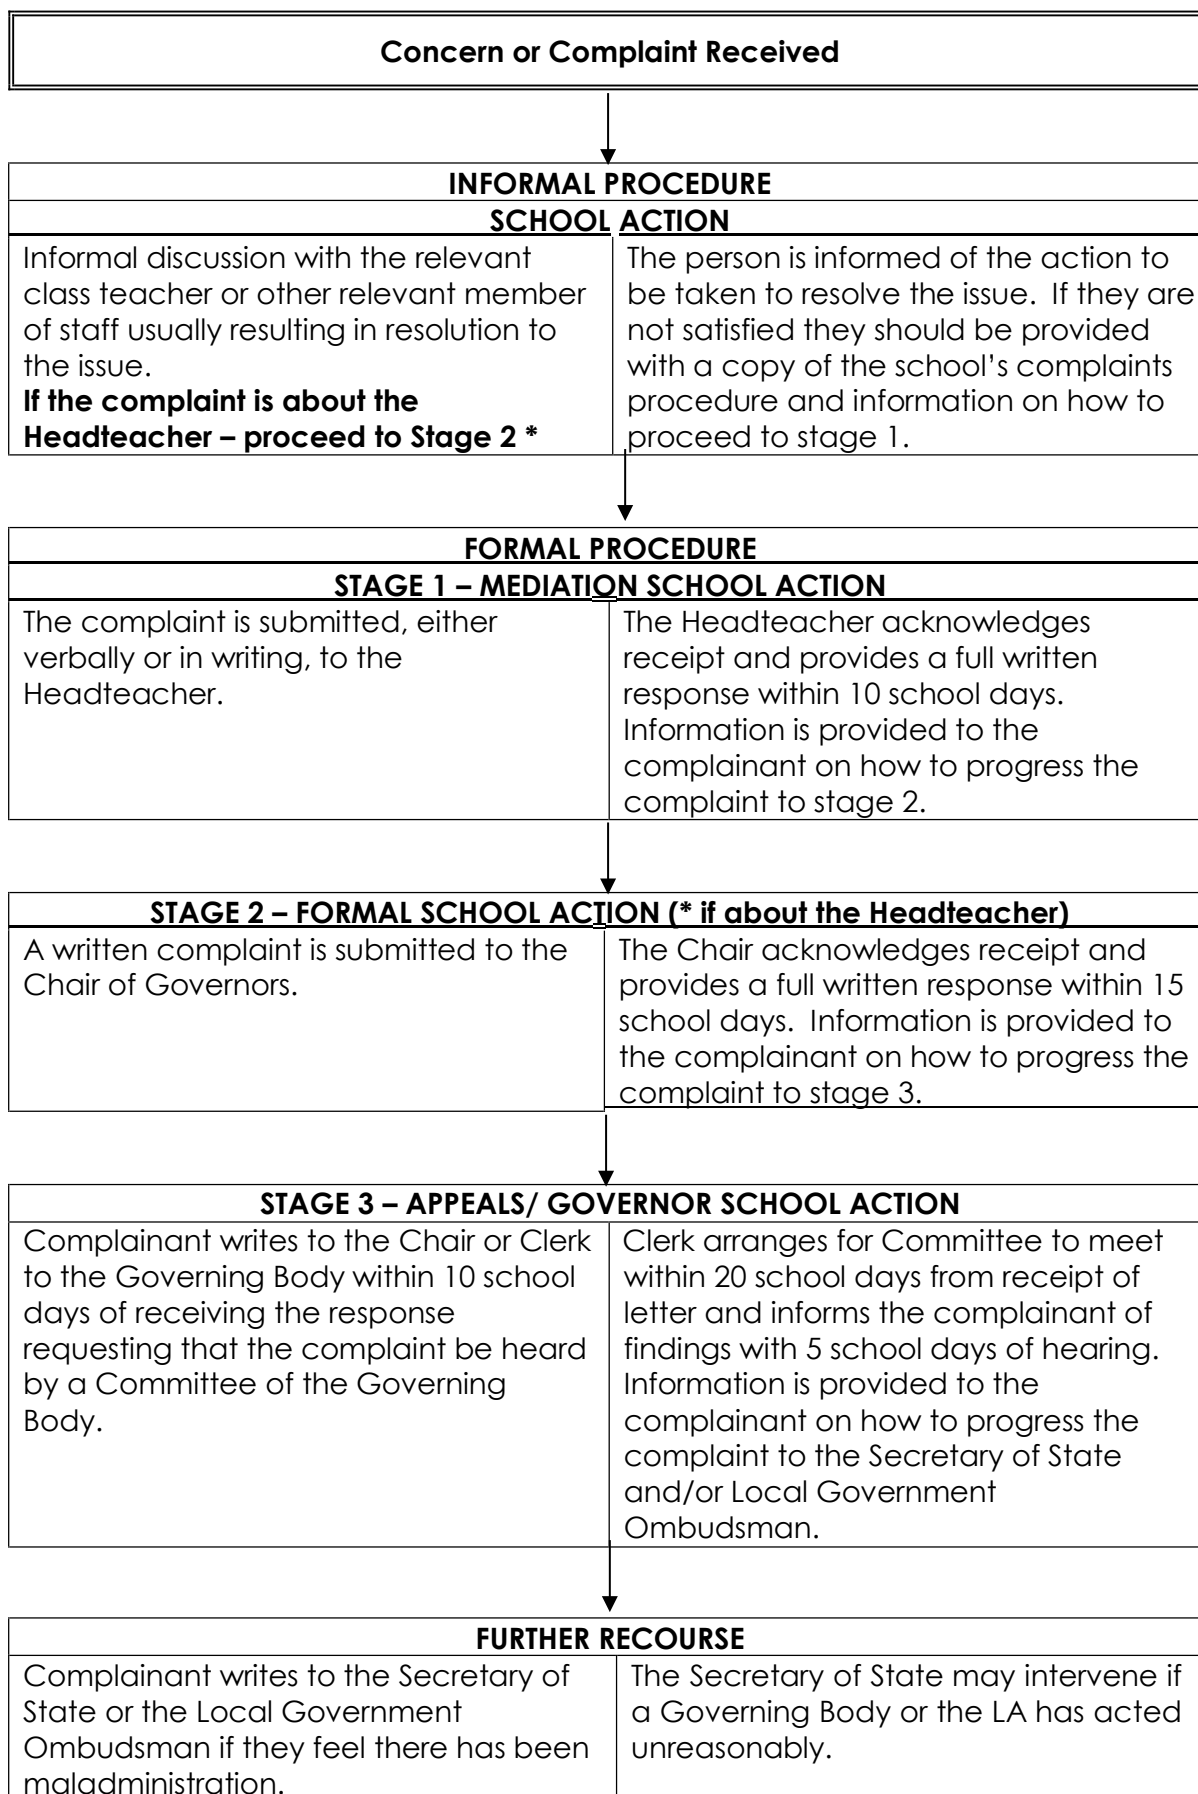 Concern or Complaint Received
INFORMAL PROCEDURE
SCHOOL ACTION
Informal discussion with the relevant
class teacher or other relevant member
of staff usually resulting in resolution to
the issue.
If the complaint is about the
Headteacher – proceed to Stage 2 *
The person is informed of the action to
be taken to resolve the issue.  If they are
not satisfied they should be provided
with a copy of the school’s complaints
procedure and information on how to
proceed to stage 1.
FORMAL PROCEDURE
STAGE 1 – MEDIATION SCHOOL ACTION
The complaint is submitted, either
verbally or in writing, to the
Headteacher.
The Headteacher acknowledges
receipt and provides a full written
response within 10 school days.
Information is provided to the
complainant on how to progress the
complaint to stage 2.
STAGE 2 – FORMAL SCHOOL ACTION (* if about the Headteacher)
A written complaint is submitted to the
Chair of Governors.
The Chair acknowledges receipt and
provides a full written response within 15
school days.  Information is provided to
the complainant on how to progress the
complaint to stage 3.
STAGE 3 – APPEALS/ GOVERNOR SCHOOL ACTION
Complainant writes to the Chair or Clerk
to the Governing Body within 10 school
days of receiving the response
requesting that the complaint be heard
by a Committee of the Governing
Body.
Clerk arranges for Committee to meet
within 20 school days from receipt of
letter and informs the complainant of
findings with 5 school days of hearing.
Information is provided to the
complainant on how to progress the
complaint to the Secretary of State
and/or Local Government
Ombudsman.
FURTHER RECOURSE
Complainant writes to the Secretary of
State or the Local Government
Ombudsman if they feel there has been
maladministration.
The Secretary of State may intervene if
a Governing Body or the LA has acted
unreasonably.